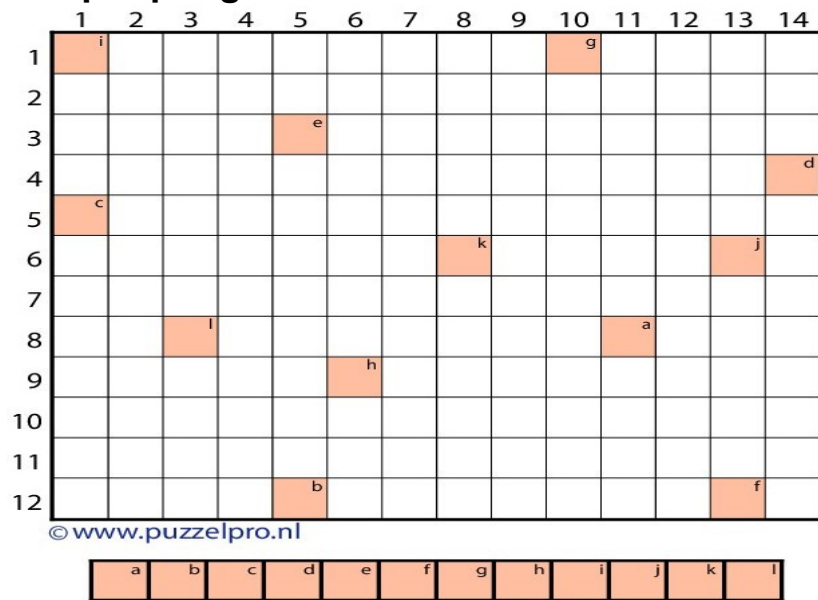 1 2 3 4 5 6 7 8 9 10 11 12 13 14
1 i g
2
3 e
4 d
5 c
6 k j
7
8 l a
9 h
10
11
12 b f
© www.puzzelpro.nl
a b c d e f g h i j k l